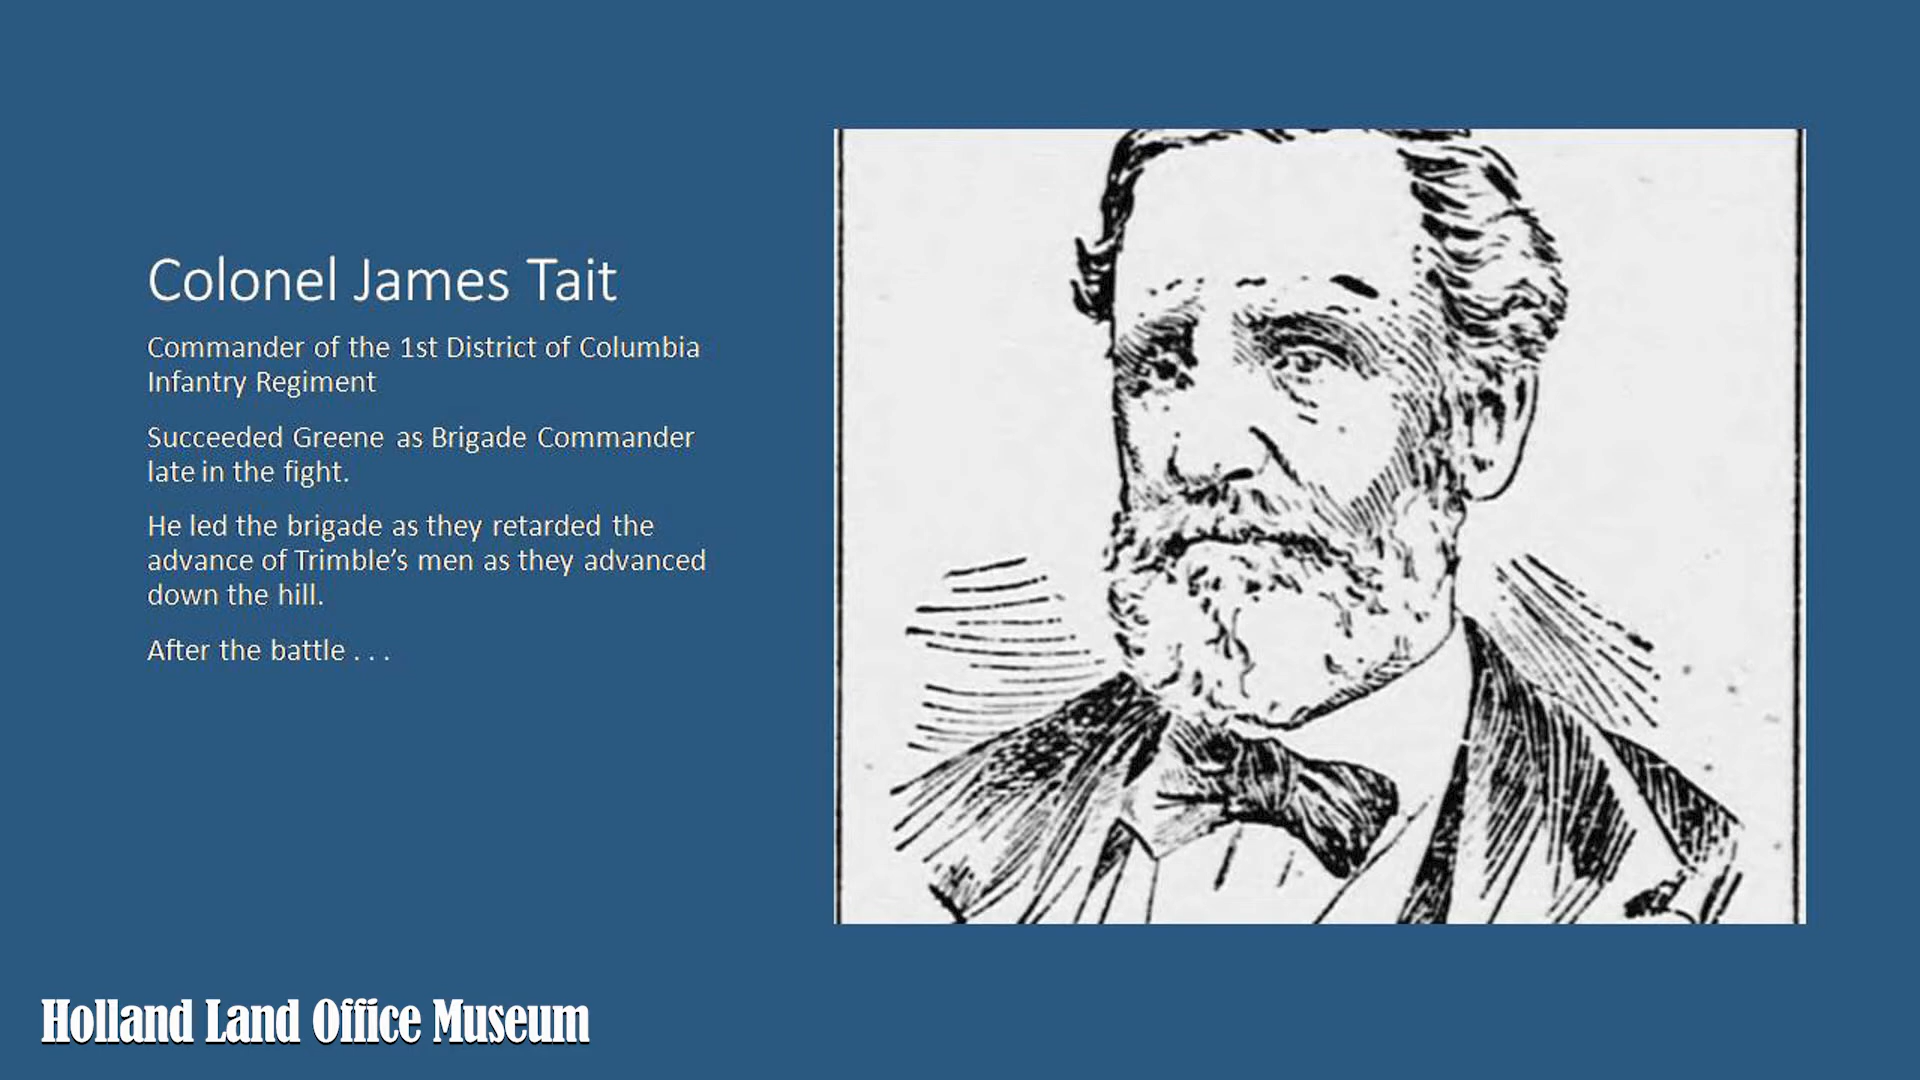 Colonel James Tait
Commander of the 1st District of Columbia
Infantry Regiment
Succeeded Greene as Brigade Commander
late in the fight.
He led the brigade as they retarded the
advance of Trimble’s men as they advanced
down the hill.
After the battle . . .
Holland Land Office Museum